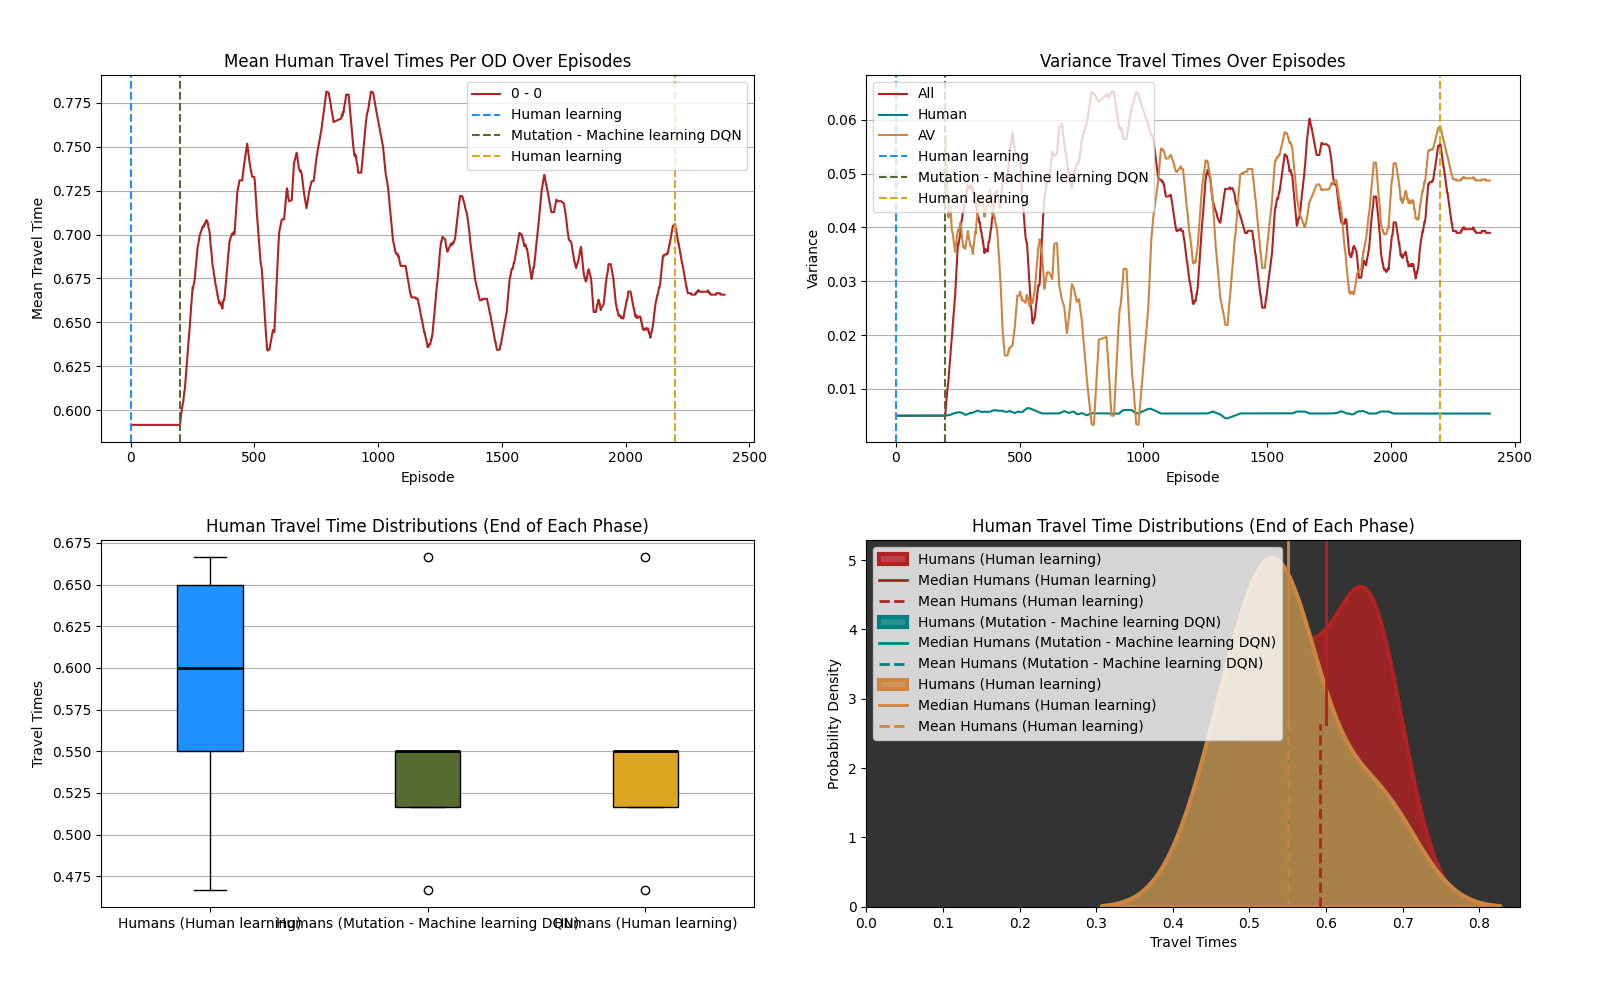 Mean Human Travel Times Per OD Over Episodes
Mean Travel Time
0.775
0.750
0.725
0.700
0.675
0.650
0.625
0.600
0 - 0
Human learning
Mutation - Machine learning DQN
Human learning
0
500
1000
1500
2000
2500
Episode
Variance Travel Times Over Episodes
Variance
0.06
0.05
0.04
0.03
0.02
0.01
All
Human
AV
Human learning
Mutation - Machine learning DQN
Human learning
0
500
1000
1500
2000
2500
Episode
Human Travel Time Distributions (End of Each Phase)
Travel Times
0.675
0.650
0.625
0.600
0.575
0.550
0.525
0.500
0.475
Humans (Human learning)
Humans (Mutation - Machine learning DQN)
Humans (Human learning)
Human Travel Time Distributions (End of Each Phase)
Probability Density
5
4
3
2
1
0
Humans (Human learning)
Median Humans (Human learning)
Mean Humans (Human learning)
Humans (Mutation - Machine learning DQN)
Median Humans (Mutation - Machine learning DQN)
Mean Humans (Mutation - Machine learning DQN)
Humans (Human learning)
Median Humans (Human learning)
Mean Humans (Human learning)
0.0
0.1
0.2
0.3
0.4
0.5
0.6
0.7
0.8
Travel Times